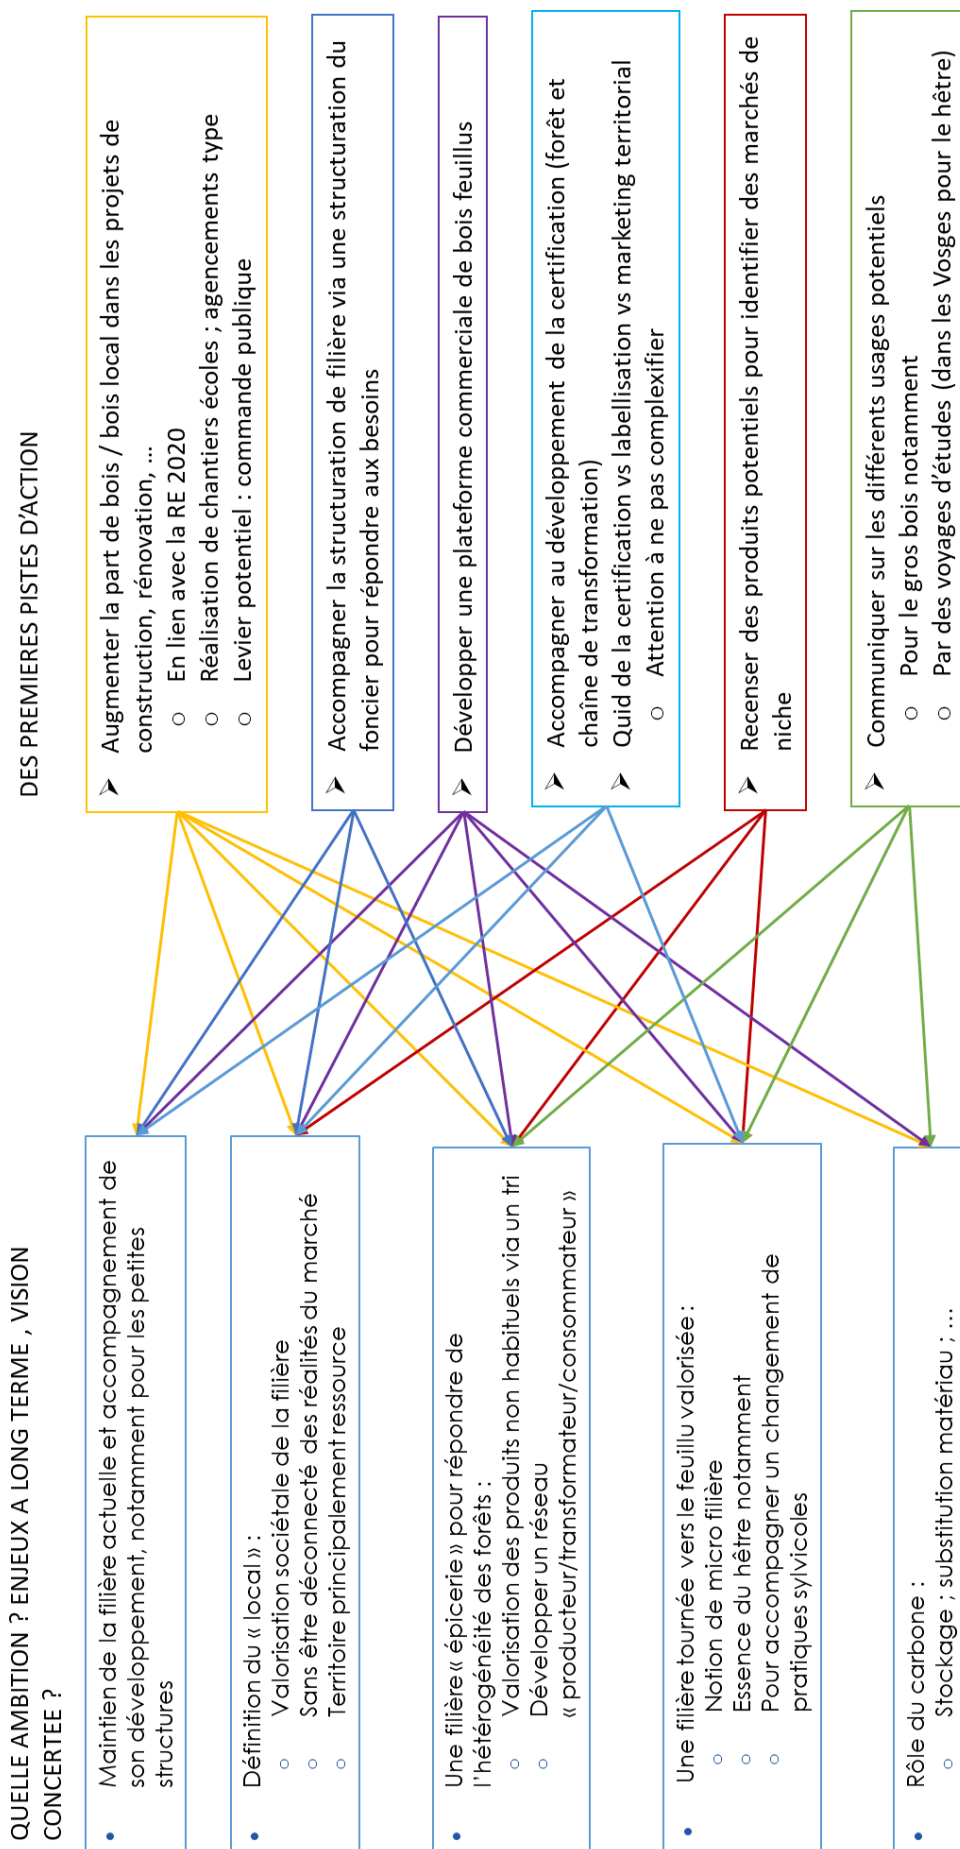 QUELLE AMBITION ? ENJEUX A LONG TERME , VISION
CONCERTEE ?
• Maintien de la filière actuelle et accompagnement de
son développement, notamment pour les petites
structures
• Définition du « local » :
○ Valorisation sociétale de la filière
○ Sans être déconnecté des réalités du marché
○ Territoire principalement ressource
• Une filière « épicerie » pour répondre de
l'hétérogénéité des forêts :
○ Valorisation des produits non habituels via un tri
○ Développer un réseau
« producteur/transformateur/consommateur »
• Une filière tournée vers le feuillu valorisée :
○ Notion de micro filière
○ Essence du hêtre notamment
○ Pour accompagner un changement de
pratiques sylvicoles
• Rôle du carbone :
○ Stockage ; substitution matériau ; …
DES PREMIERES PISTES D'ACTION
➢ Augmenter la part de bois / bois local dans les projets de
construction, rénovation, …
○ En lien avec la RE 2020
○ Réalisation de chantiers écoles ; agencements type
○ Levier potentiel : commande publique
➢ Accompagner la structuration de filière via une structuration du
foncier pour répondre aux besoins
➢ Développer une plateforme commerciale de bois feuillus
➢ Accompagner au développement de la certification (forêt et
chaîne de transformation)
➢ Quid de la certification vs labellisation vs marketing territorial
○ Attention à ne pas complexifier
➢ Recenser des produits potentiels pour identifier des marchés de
niche
➢ Communiquer sur les différents usages potentiels
○ Pour le gros bois notamment
○ Par des voyages d'études (dans les Vosges pour le hêtre)